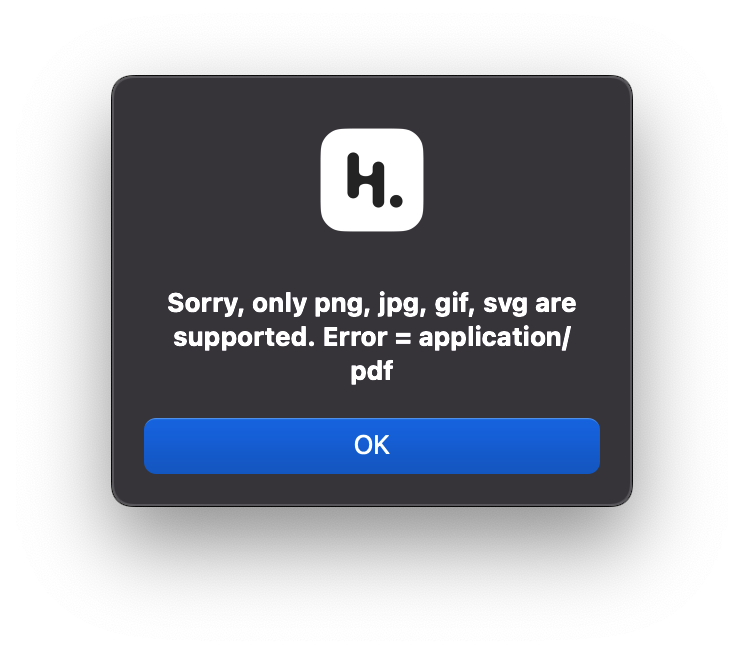 H.
Sorry, only png, jpg, gif, svg are
supported. Error = application/
pdf
OK